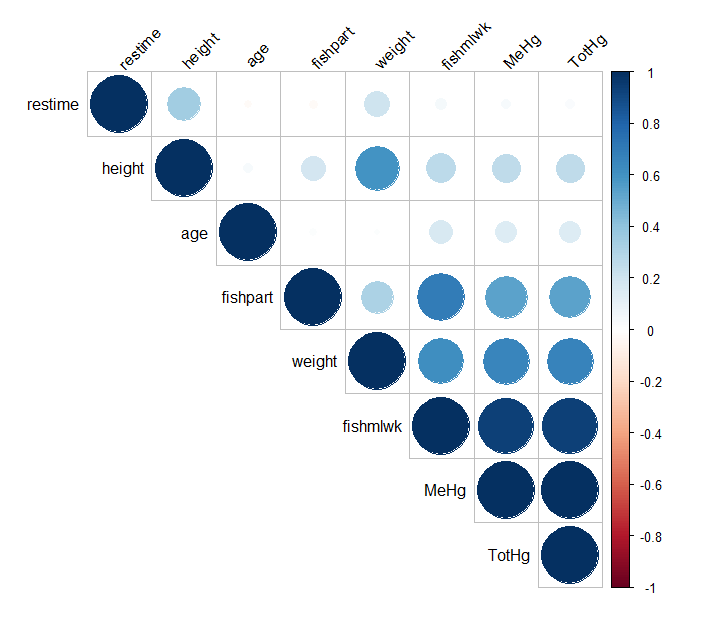 restime height age fishpart weight fishmlwk MeHg TotHg
restime
height
age
fishpart
weight
fishmlwk
MeHg
TotHg
1
0.8
0.6
0.4
0.2
0
-0.2
-0.4
-0.6
-0.8
-1